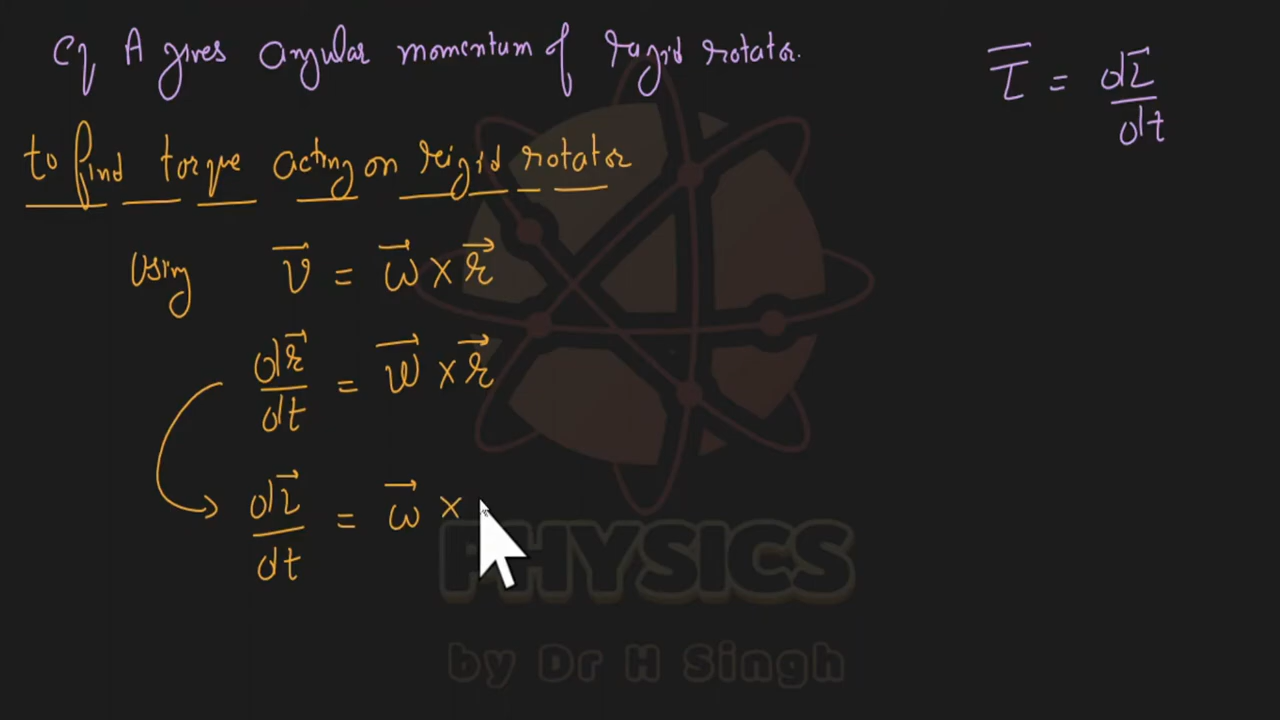 Eq A gives angular momentum of rigid rotator.
τ⃗ = dL⃗/dt
to find torque acting on reigid rotator
Using v⃗ = ω⃗ × r⃗
dr⃗/dt = ω⃗ × r⃗
dL⃗/dt = ω⃗ ×
PHYSICS
by Dr H Singh